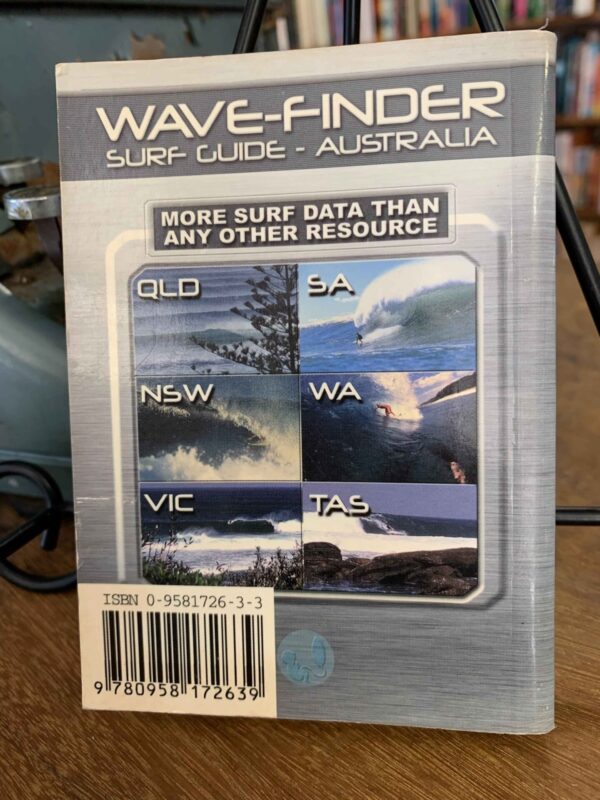 WAVE-FINDER
SURF GUIDE - AUSTRALIA
MORE SURF DATA THAN
ANY OTHER RESOURCE
QLD
SA
NSW
WA
VIC
TAS
ISBN 0-9581726-3-3
9 780958 172639